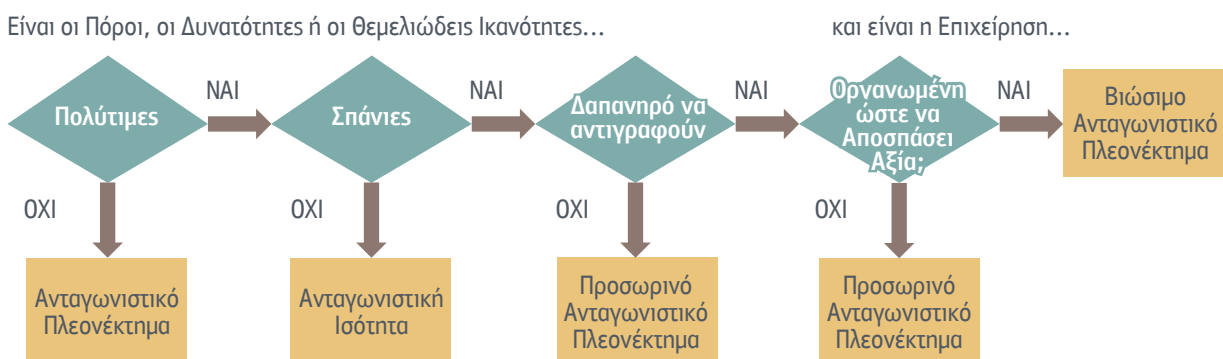 Είναι οι Πόροι, οι Δυνατότητες ή οι Θεμελιώδεις Ικανότητες...
και είναι η Επιχείρηση...
Πολύτιμες
ΝΑΙ
Σπάνιες
ΝΑΙ
Δαπανηρό να
αντιγραφούν
ΝΑΙ
Οργανωμένη
ώστε να
Αποσπάσει
Αξία;
ΝΑΙ
Βιώσιμο
Ανταγωνιστικό
Πλεονέκτημα
ΟΧΙ
ΟΧΙ
ΟΧΙ
ΟΧΙ
Ανταγωνιστικό
Πλεονέκτημα
Ανταγωνιστική
Ισότητα
Προσωρινό
Ανταγωνιστικό
Πλεονέκτημα
Προσωρινό
Ανταγωνιστικό
Πλεονέκτημα